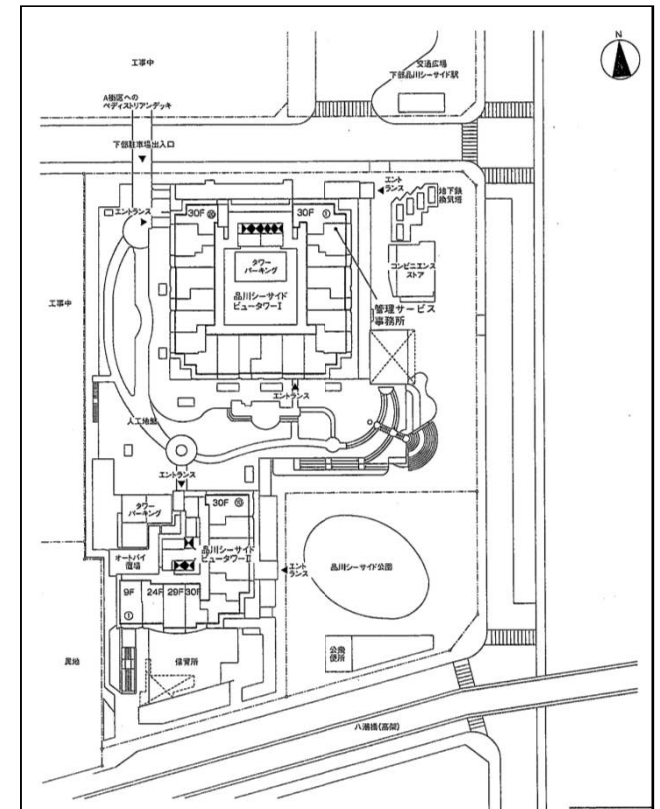 N
工事中
交通広場
下部品川シーサイド駅
A街区への
ペディストリアンデッキ
下部駐車場出入口
エント
ランス
地下鉄
換気塔
エントランス
30F
30F ①
タワー
パーキング
コンビニエンス
ストア
品川シーサイド
ビュータワーⅠ
工事中
管理サービス
事務所
エントランス
人工地盤
エントランス
タワー
パーキング
30F
オートバイ
置場
品川シーサイド
ビュータワーⅡ
エント
ランス
品川シーサイド公園
9F
24F
29F
30F
①
公衆
便所
保育所
八潮橋(高架)